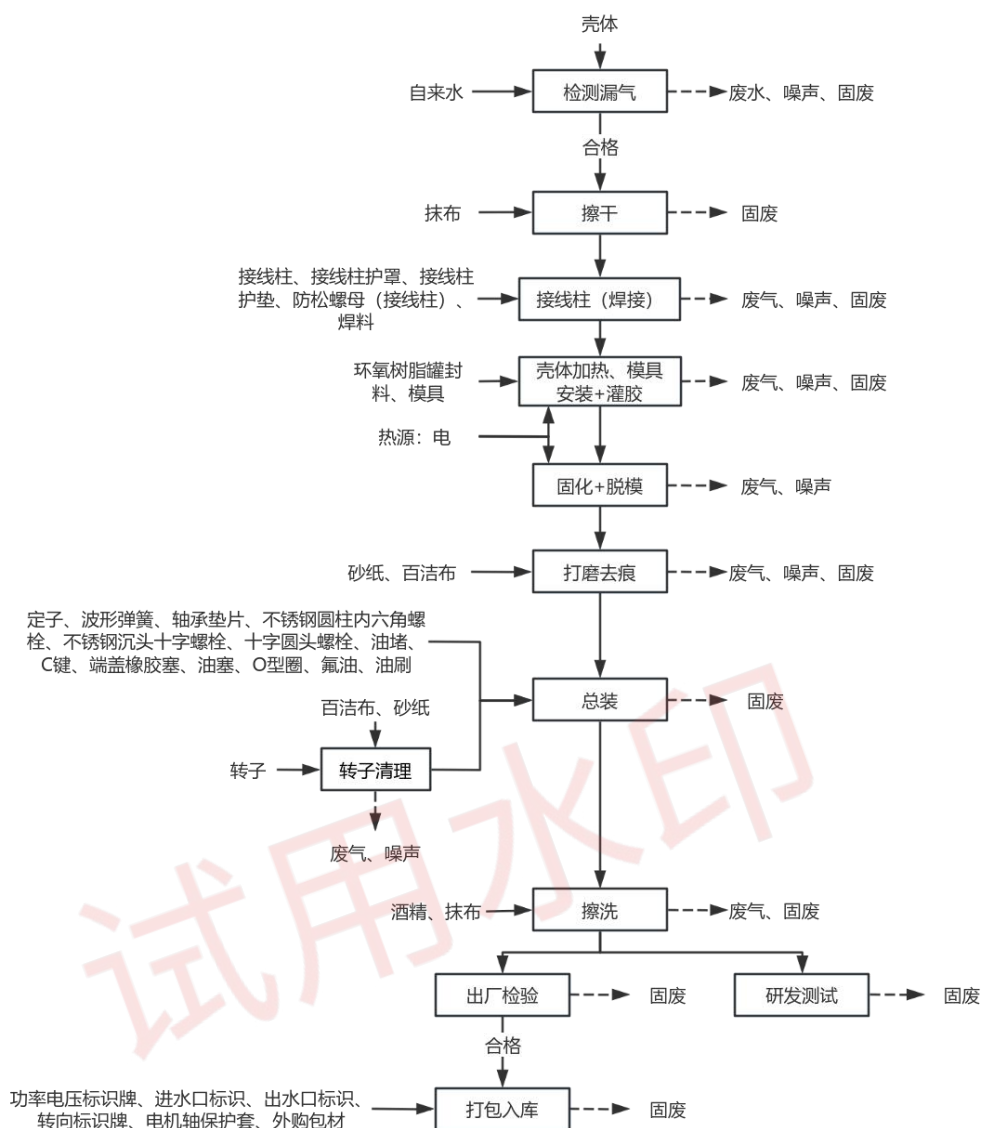 壳体
自来水
检测漏气
废水、噪声、固废
合格
抹布
擦干
固废
接线柱、接线柱护罩、接线柱
护垫、防松螺母（接线柱）、
焊料
接线柱（焊接）
废气、噪声、固废
环氧树脂罐封
料、模具
壳体加热、模具
安装+灌胶
废气、噪声、固废
热源：电
固化+脱模
废气、噪声
砂纸、百洁布
打磨去痕
废气、噪声、固废
定子、波形弹簧、轴承垫片、不锈钢圆柱内六角螺
栓、不锈钢沉头十字螺栓、十字圆头螺栓、油堵、
C键、端盖橡胶塞、油塞、O型圈、氟油、油刷
总装
固废
百洁布、砂纸
转子
转子清理
废气、噪声
酒精、抹布
擦洗
废气、固废
出厂检验
固废
研发测试
固废
合格
功率电压标识牌、进水口标识、出水口标识、
转向标识牌、电机轴保护套、外购包材
打包入库
固废
试用水印